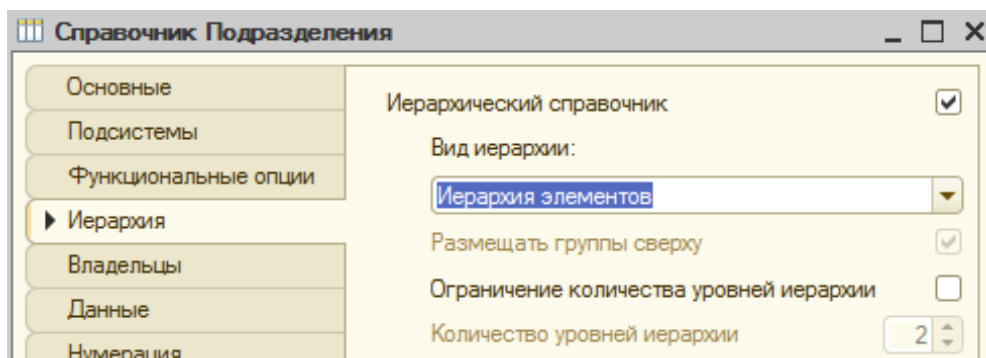 Справочник Подразделения
Основные
Подсистемы
Функциональные опции
Иерархия
Владельцы
Данные
Нумерация
Иерархический справочник
Вид иерархии:
Иерархия элементов
Размещать группы сверху
Ограничение количества уровней иерархии
Количество уровней иерархии 2